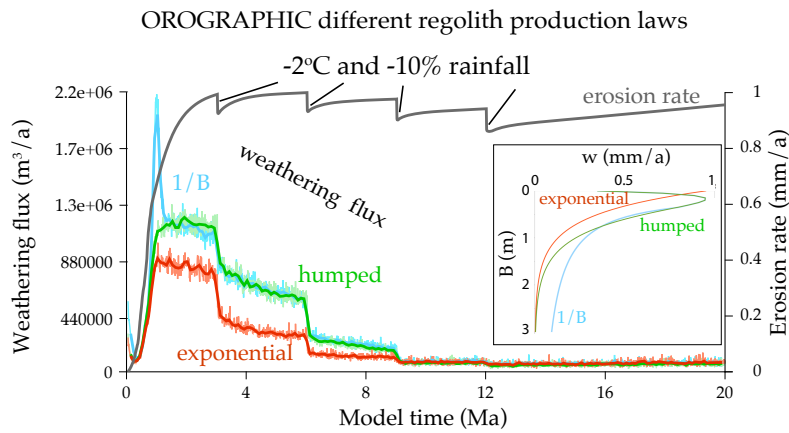 OROGRAPHIC different regolith production laws
-2°C and -10% rainfall
2.2e+06
1.7e+06
1.3e+06
880000
440000
0
Weathering flux (m³/a)
1/B
weathering flux
humped
exponential
erosion rate
1
0.8
0.6
0.4
0.2
0
Erosion rate (mm/a)
w (mm/a)
0
0.5
1
0
1
2
3
B (m)
exponential
humped
1/B
0
4
8
12
16
20
Model time (Ma)